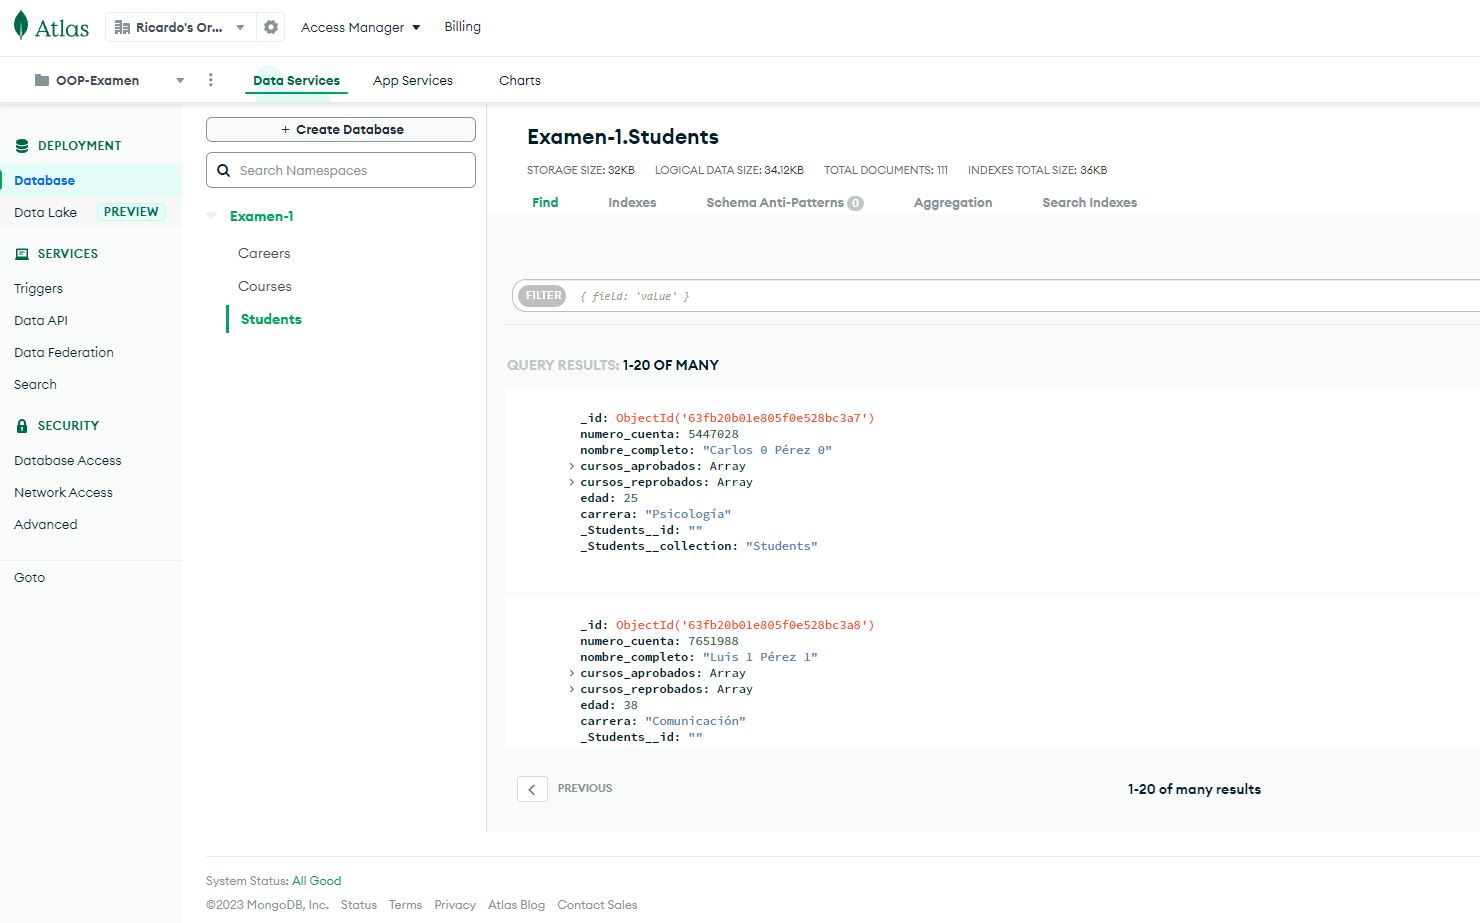 Atlas
Ricardo's Or...
Access Manager
Billing
OOP-Examen
Data Services
App Services
Charts
DEPLOYMENT
Database
Data Lake PREVIEW
SERVICES
Triggers
Data API
Data Federation
Search
SECURITY
Database Access
Network Access
Advanced
Goto
+ Create Database
Search Namespaces
Examen-1
Careers
Courses
Students
Examen-1.Students
STORAGE SIZE: 32KB LOGICAL DATA SIZE: 34.12KB TOTAL DOCUMENTS: 111 INDEXES TOTAL SIZE: 36KB
Find Indexes Schema Anti-Patterns 0 Aggregation Search Indexes
FILTER { field: 'value' }
QUERY RESULTS: 1-20 OF MANY
_id: ObjectId('63fb20b01e805f0e528bc3a7')
numero_cuenta: 5447028
nombre_completo: "Carlos 0 Pérez 0"
cursos_aprobados: Array
cursos_reprobados: Array
edad: 25
carrera: "Psicología"
_Students__id: ""
_Students__collection: "Students"
_id: ObjectId('63fb20b01e805f0e528bc3a8')
numero_cuenta: 7651988
nombre_completo: "Luis 1 Pérez 1"
cursos_aprobados: Array
cursos_reprobados: Array
edad: 38
carrera: "Comunicación"
_Students__id: ""
PREVIOUS
1-20 of many results
System Status: All Good
©2023 MongoDB, Inc. Status Terms Privacy Atlas Blog Contact Sales